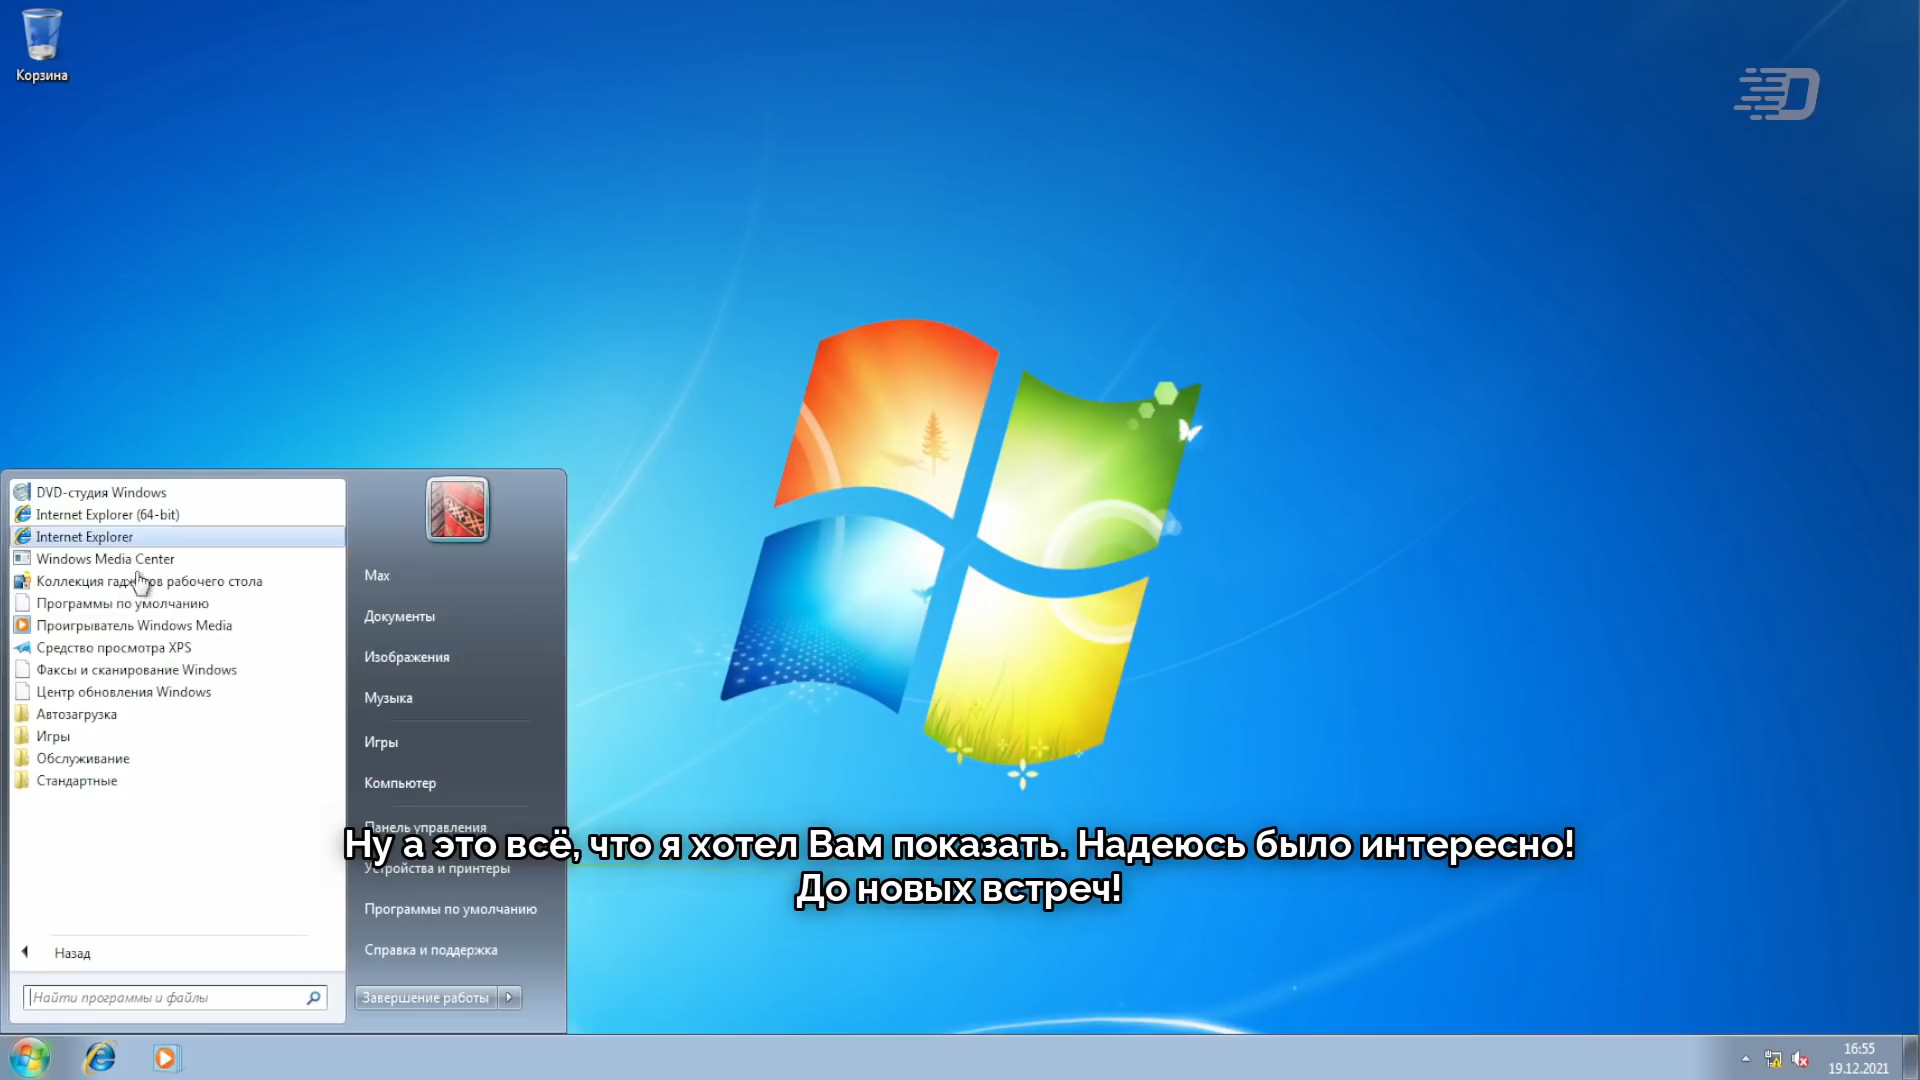 Корзина
DVD-студия Windows
Internet Explorer (64-bit)
Internet Explorer
Windows Media Center
Коллекция гаджетов рабочего стола
Программы по умолчанию
Проигрыватель Windows Media
Средство просмотра XPS
Факсы и сканирование Windows
Центр обновления Windows
Автозагрузка
Игры
Обслуживание
Стандартные
Назад
Найти программы и файлы
Max
Документы
Изображения
Музыка
Игры
Компьютер
Панель управления
Устройства и принтеры
Программы по умолчанию
Справка и поддержка
Завершение работы
Ну а это всё, что я хотел Вам показать. Надеюсь было интересно!
До новых встреч!
16:55
19.12.2021